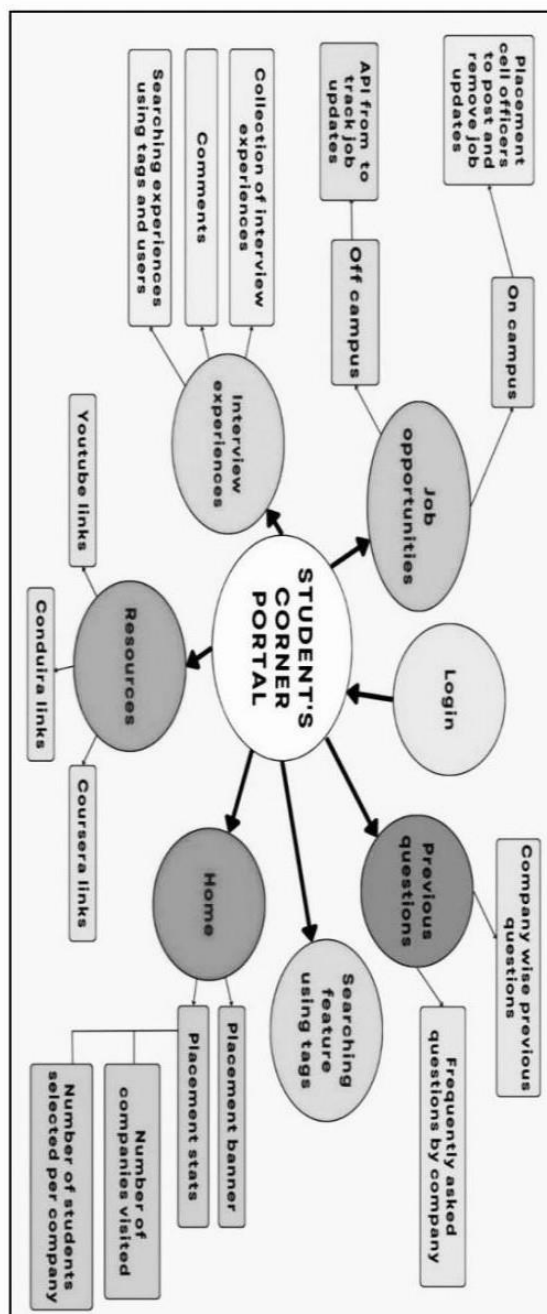 Placement
cell officers
to post and
remove job
updates
On campus
Company wise previous
questions
Login
Frequently asked
questions by company
Job
opportunities
Previous
questions
API from to
track job
updates
Off campus
Searching
feature
using tags
STUDENT'S
CORNER
PORTAL
Collection of interview
experiences
Comments
Searching experiences
using tags and users
Interview
experiences
Home
Placement banner
Placement stats
Number of
companies visited
Number of students
selected per company
Resources
Youtube links
Conduira links
Coursera links